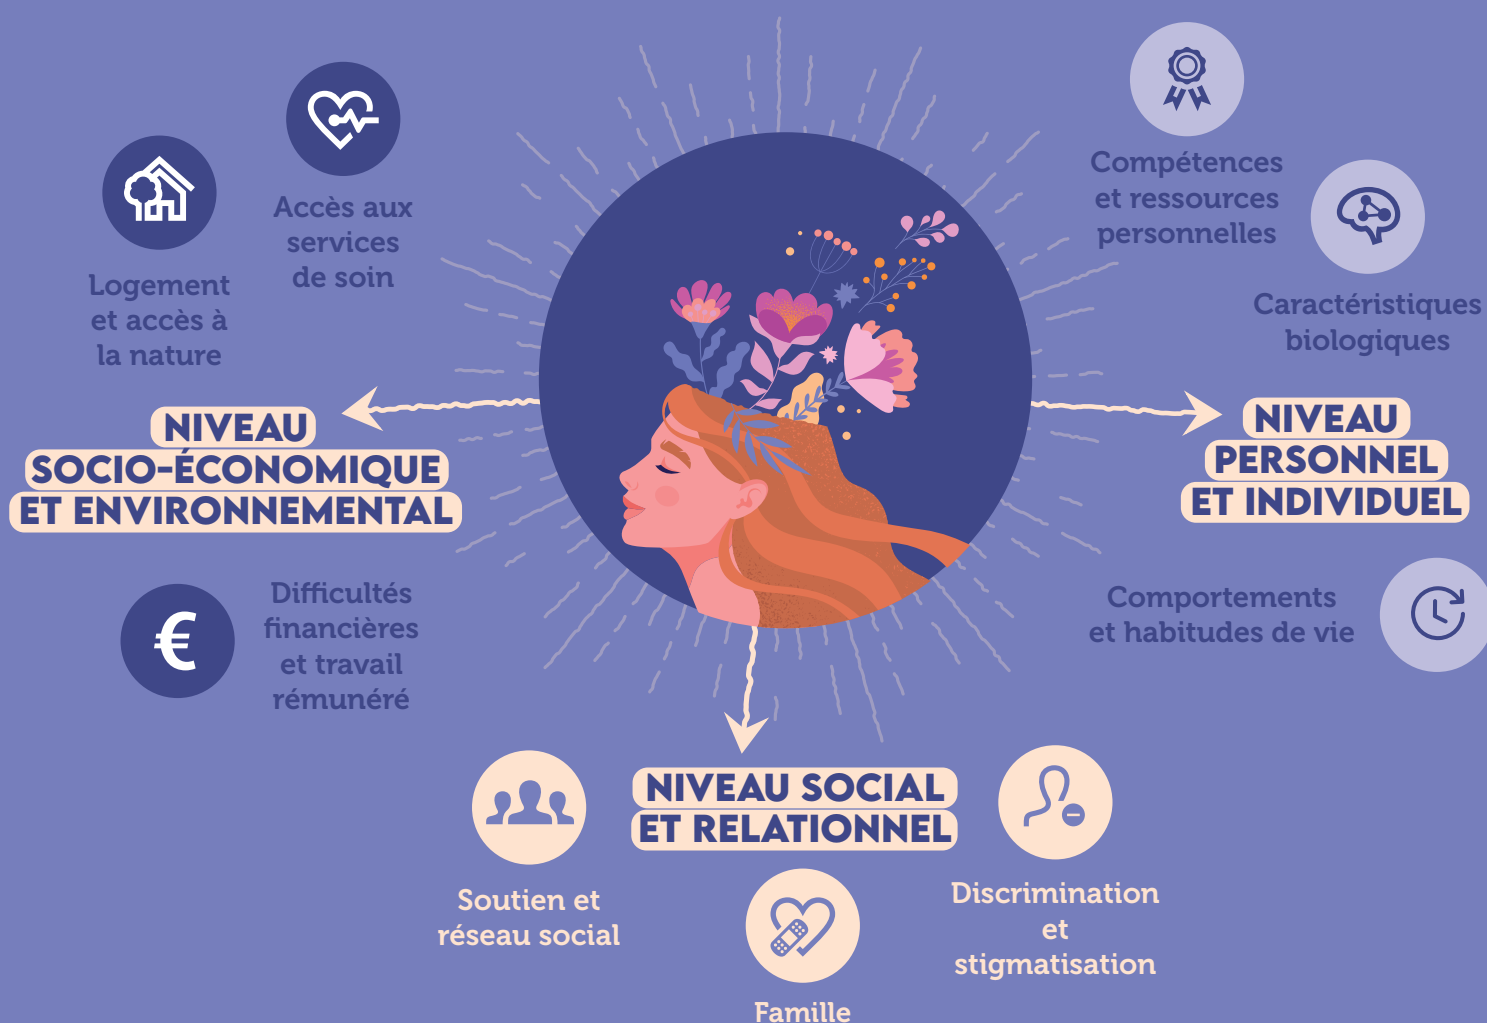 Accès aux
services
de soin
Logement
et accès à
la nature
NIVEAU
SOCIO-ÉCONOMIQUE
ET ENVIRONNEMENTAL
€
Difficultés
financières
et travail
rémunéré
Compétences
et ressources
personnelles
Caractéristiques
biologiques
NIVEAU
PERSONNEL
ET INDIVIDUEL
Comportements
et habitudes de vie
NIVEAU SOCIAL
ET RELATIONNEL
Soutien et
réseau social
Famille
Discrimination
et
stigmatisation